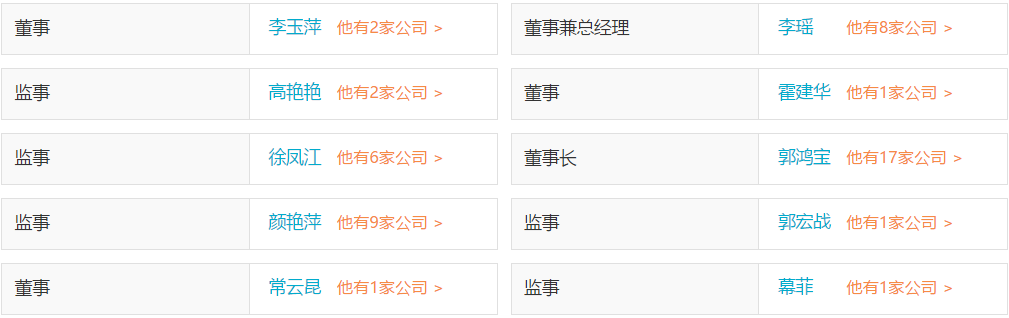 董事 李玉萍 他有2家公司 > 董事兼总经理 李瑶 他有8家公司 >
监事 高艳艳 他有2家公司 > 董事 霍建华 他有1家公司 >
监事 徐凤江 他有6家公司 > 董事长 郭鸿宝 他有17家公司 >
监事 颜艳萍 他有9家公司 > 监事 郭宏战 他有1家公司 >
董事 常云昆 他有1家公司 > 监事 幕菲 他有1家公司 >